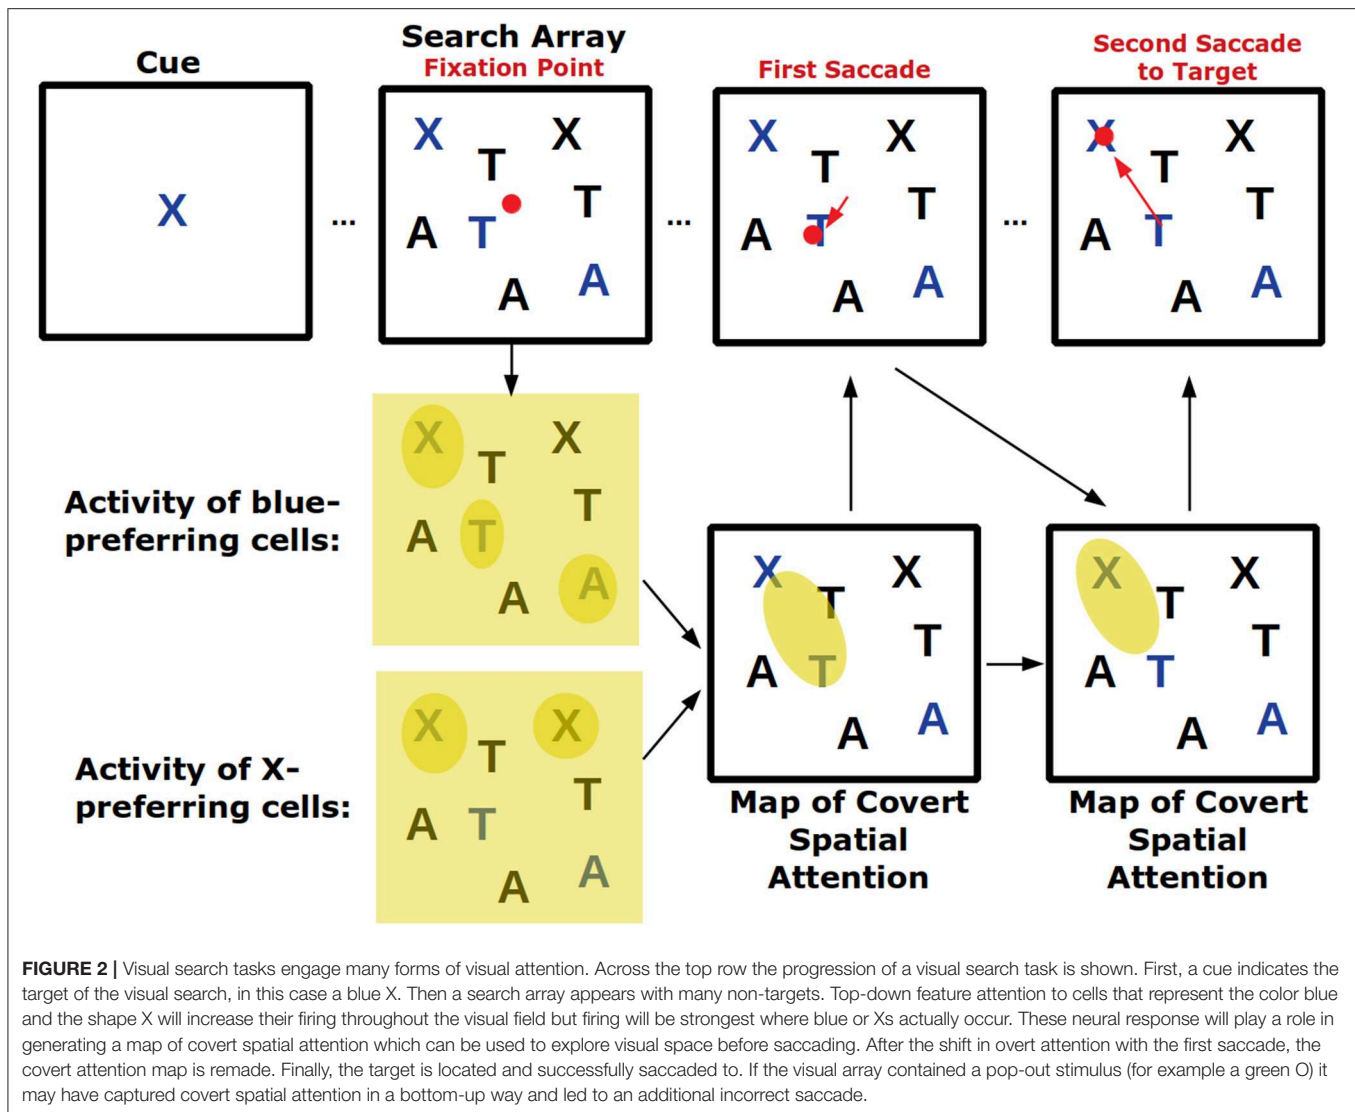 Cue
Search Array
Fixation Point
First Saccade
Second Saccade
to Target
X
X
X
T
T
A
T
A
A
...
X
X
T
T
A
T
A
A
...
X
X
T
T
A
T
A
A
...
Activity of blue-
preferring cells:
X
X
T
T
A
T
A
A
Activity of X-
preferring cells:
X
X
T
T
A
T
A
A
X
X
T
T
A
T
A
A
Map of Covert
Spatial
Attention
X
X
T
T
A
T
A
A
Map of Covert
Spatial
Attention
FIGURE 2 | Visual search tasks engage many forms of visual attention. Across the top row the progression of a visual search task is shown. First, a cue indicates the
target of the visual search, in this case a blue X. Then a search array appears with many non-targets. Top-down feature attention to cells that represent the color blue
and the shape X will increase their firing throughout the visual field but firing will be strongest where blue or Xs actually occur. These neural response will play a role in
generating a map of covert spatial attention which can be used to explore visual space before saccading. After the shift in overt attention with the first saccade, the
covert attention map is remade. Finally, the target is located and successfully saccaded to. If the visual array contained a pop-out stimulus (for example a green O) it
may have captured covert spatial attention in a bottom-up way and led to an additional incorrect saccade.